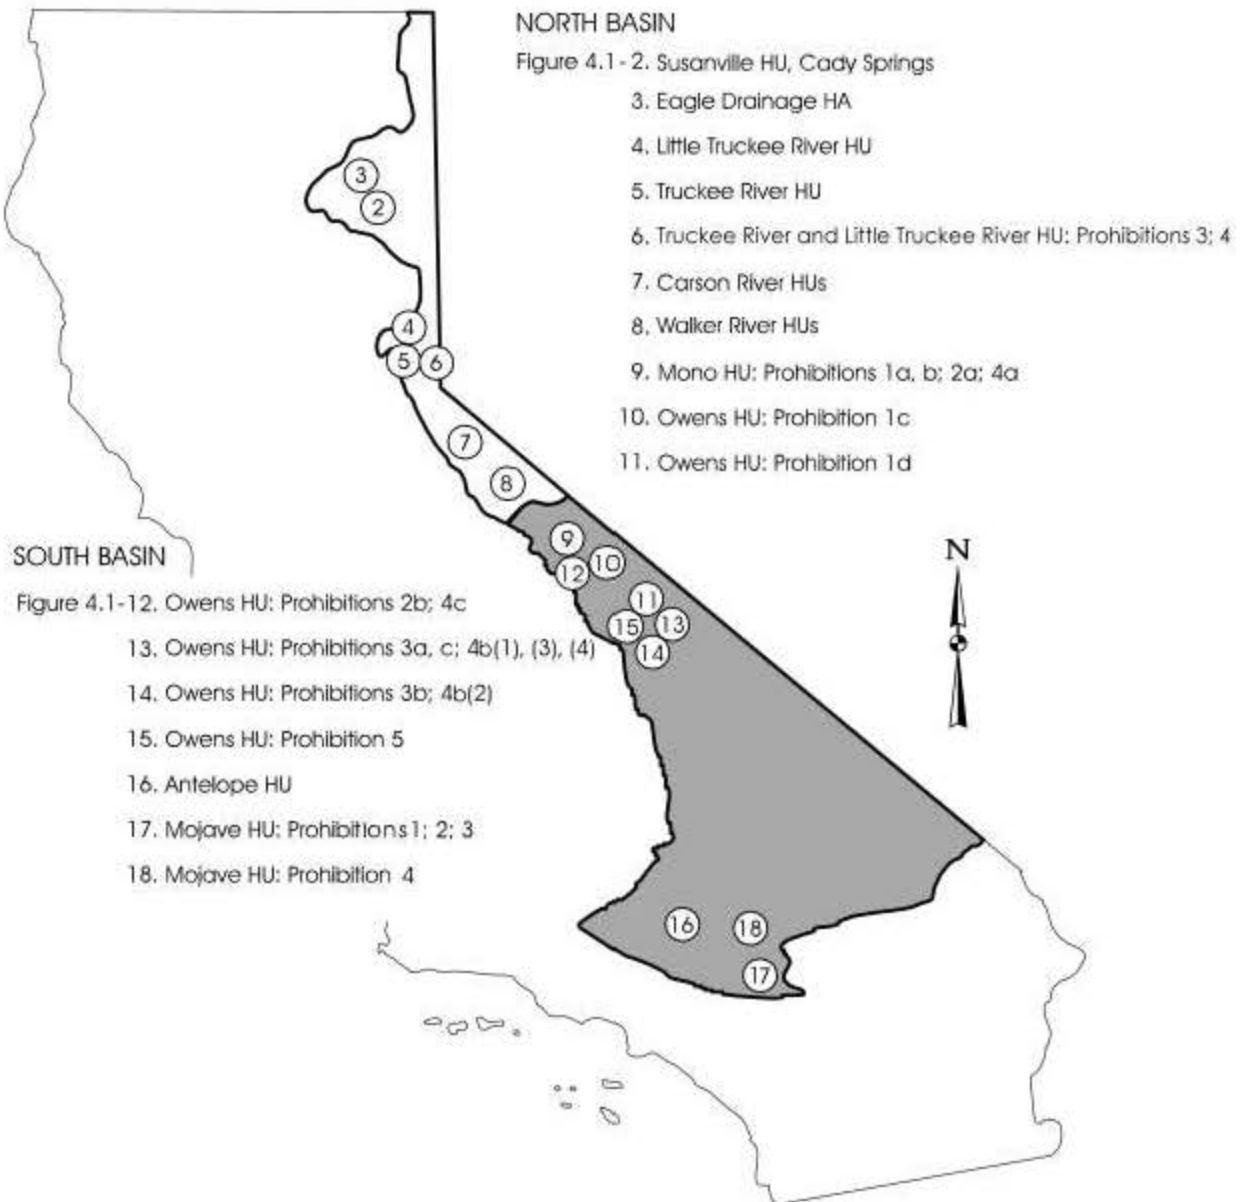 NORTH BASIN
Figure 4.1-2. Susanville HU, Cady Springs
3. Eagle Drainage HA
4. Little Truckee River HU
5. Truckee River HU
6. Truckee River and Little Truckee River HU: Prohibitions 3; 4
7. Carson River HUs
8. Walker River HUs
9. Mono HU: Prohibitions 1a, b; 2a; 4a
10. Owens HU: Prohibition 1c
11. Owens HU: Prohibition 1d
3
2
4
5 6
7
8
9
10
12
11
15 13
14
16 18
17
N
SOUTH BASIN
Figure 4.1-12. Owens HU: Prohibitions 2b; 4c
13. Owens HU: Prohibitions 3a, c; 4b(1), (3), (4)
14. Owens HU: Prohibitions 3b; 4b(2)
15. Owens HU: Prohibition 5
16. Antelope HU
17. Mojave HU: Prohibitions 1; 2; 3
18. Mojave HU: Prohibition 4